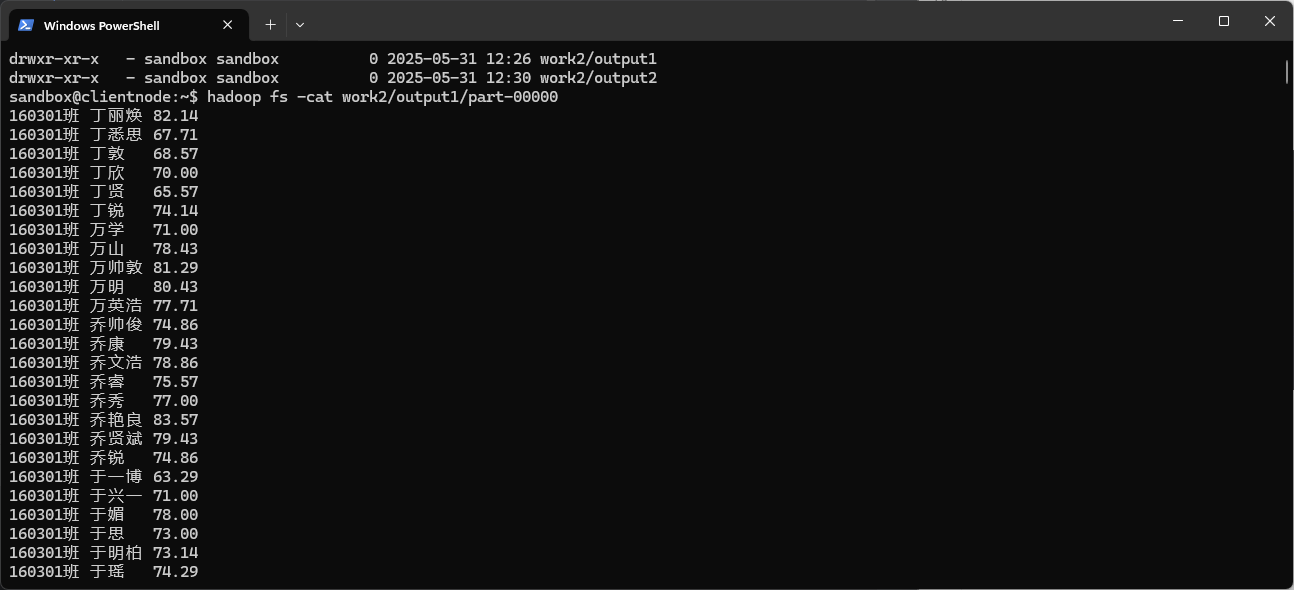 Windows PowerShell
drwxr-xr-x   - sandbox sandbox          0 2025-05-31 12:26 work2/output1
drwxr-xr-x   - sandbox sandbox          0 2025-05-31 12:30 work2/output2
sandbox@clientnode:~$ hadoop fs -cat work2/output1/part-00000
160301班 丁丽焕 82.14
160301班 丁悉思 67.71
160301班 丁敦   68.57
160301班 丁欣   70.00
160301班 丁贤   65.57
160301班 丁锐   74.14
160301班 万学   71.00
160301班 万山   78.43
160301班 万帅敦 81.29
160301班 万明   80.43
160301班 万英浩 77.71
160301班 乔帅俊 74.86
160301班 乔康   79.43
160301班 乔文浩 78.86
160301班 乔睿   75.57
160301班 乔秀   77.00
160301班 乔艳良 83.57
160301班 乔贤斌 79.43
160301班 乔锐   74.86
160301班 于一博 63.29
160301班 于兴一 71.00
160301班 于媚   78.00
160301班 于思   73.00
160301班 于明柏 73.14
160301班 于瑶   74.29